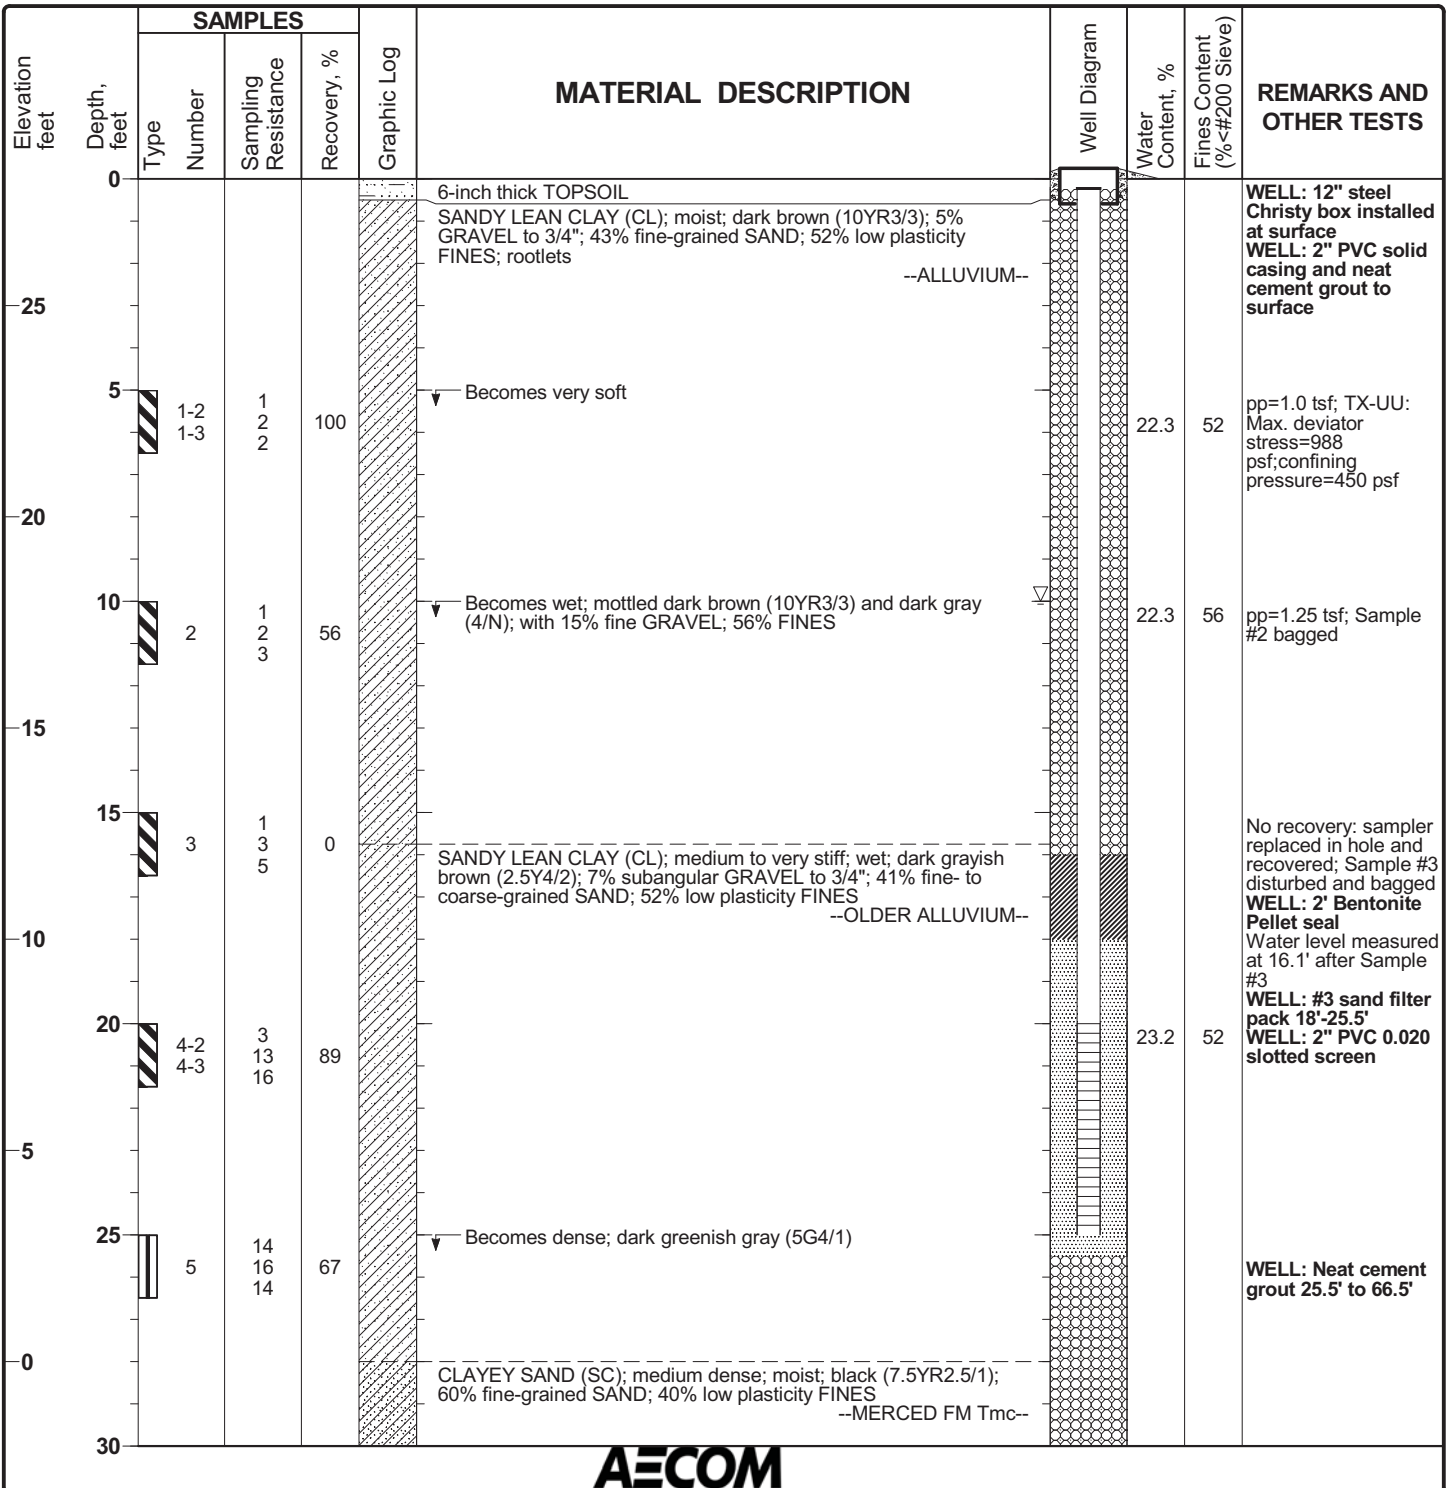 SAMPLES
Elevation
feet
Depth,
feet
Type
Number
Sampling
Resistance
Recovery, %
Graphic Log
MATERIAL DESCRIPTION
Well Diagram
Water
Content, %
Fines Content
(%<#200 Sieve)
REMARKS AND
OTHER TESTS
0
6-inch thick TOPSOIL
SANDY LEAN CLAY (CL); moist; dark brown (10YR3/3); 5%
GRAVEL to 3/4"; 43% fine-grained SAND; 52% low plasticity
FINES; rootlets
--ALLUVIUM--
WELL: 12" steel
Christy box installed
at surface
WELL: 2" PVC solid
casing and neat
cement grout to
surface
25
5
1-2
1-3
1
2
2
100
Becomes very soft
22.3
52
pp=1.0 tsf; TX-UU:
Max. deviator
stress=988
psf;confining
pressure=450 psf
20
10
2
1
2
3
56
Becomes wet; mottled dark brown (10YR3/3) and dark gray
(4/N); with 15% fine GRAVEL; 56% FINES
22.3
56
pp=1.25 tsf; Sample
#2 bagged
15
15
3
1
3
5
0
SANDY LEAN CLAY (CL); medium to very stiff; wet; dark grayish
brown (2.5Y4/2); 7% subangular GRAVEL to 3/4"; 41% fine- to
coarse-grained SAND; 52% low plasticity FINES
--OLDER ALLUVIUM--
No recovery: sampler
replaced in hole and
recovered; Sample #3
disturbed and bagged
WELL: 2' Bentonite
Pellet seal
Water level measured
at 16.1' after Sample
#3
WELL: #3 sand filter
pack 18'-25.5'
WELL: 2" PVC 0.020
slotted screen
10
20
4-2
4-3
3
13
16
89
23.2
52
5
25
5
14
16
14
67
Becomes dense; dark greenish gray (5G4/1)
WELL: Neat cement
grout 25.5' to 66.5'
0
CLAYEY SAND (SC); medium dense; moist; black (7.5YR2.5/1);
60% fine-grained SAND; 40% low plasticity FINES
--MERCED FM Tmc--
30
AECOM